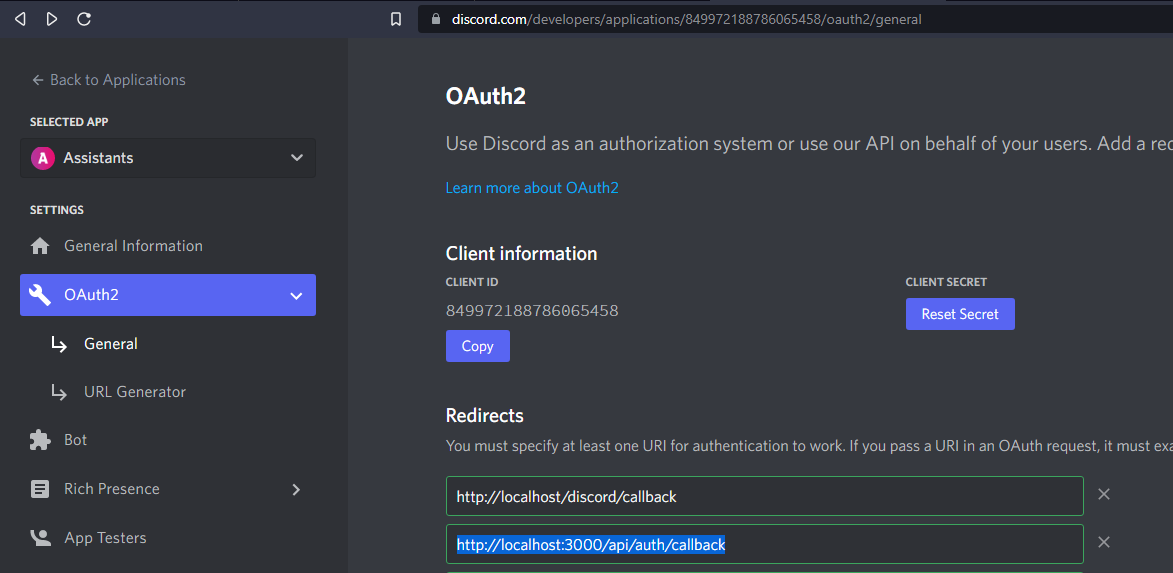 discord.com/developers/applications/849972188786065458/oauth2/general
Back to Applications
SELECTED APP
A Assistants
SETTINGS
General Information
OAuth2
General
URL Generator
Bot
Rich Presence
App Testers
OAuth2
Use Discord as an authorization system or use our API on behalf of your users. Add a rec
Learn more about OAuth2
Client information
CLIENT ID
849972188786065458
Copy
CLIENT SECRET
Reset Secret
Redirects
You must specify at least one URI for authentication to work. If you pass a URI in an OAuth request, it must exa
http://localhost/discord/callback
http://localhost:3000/api/auth/callback